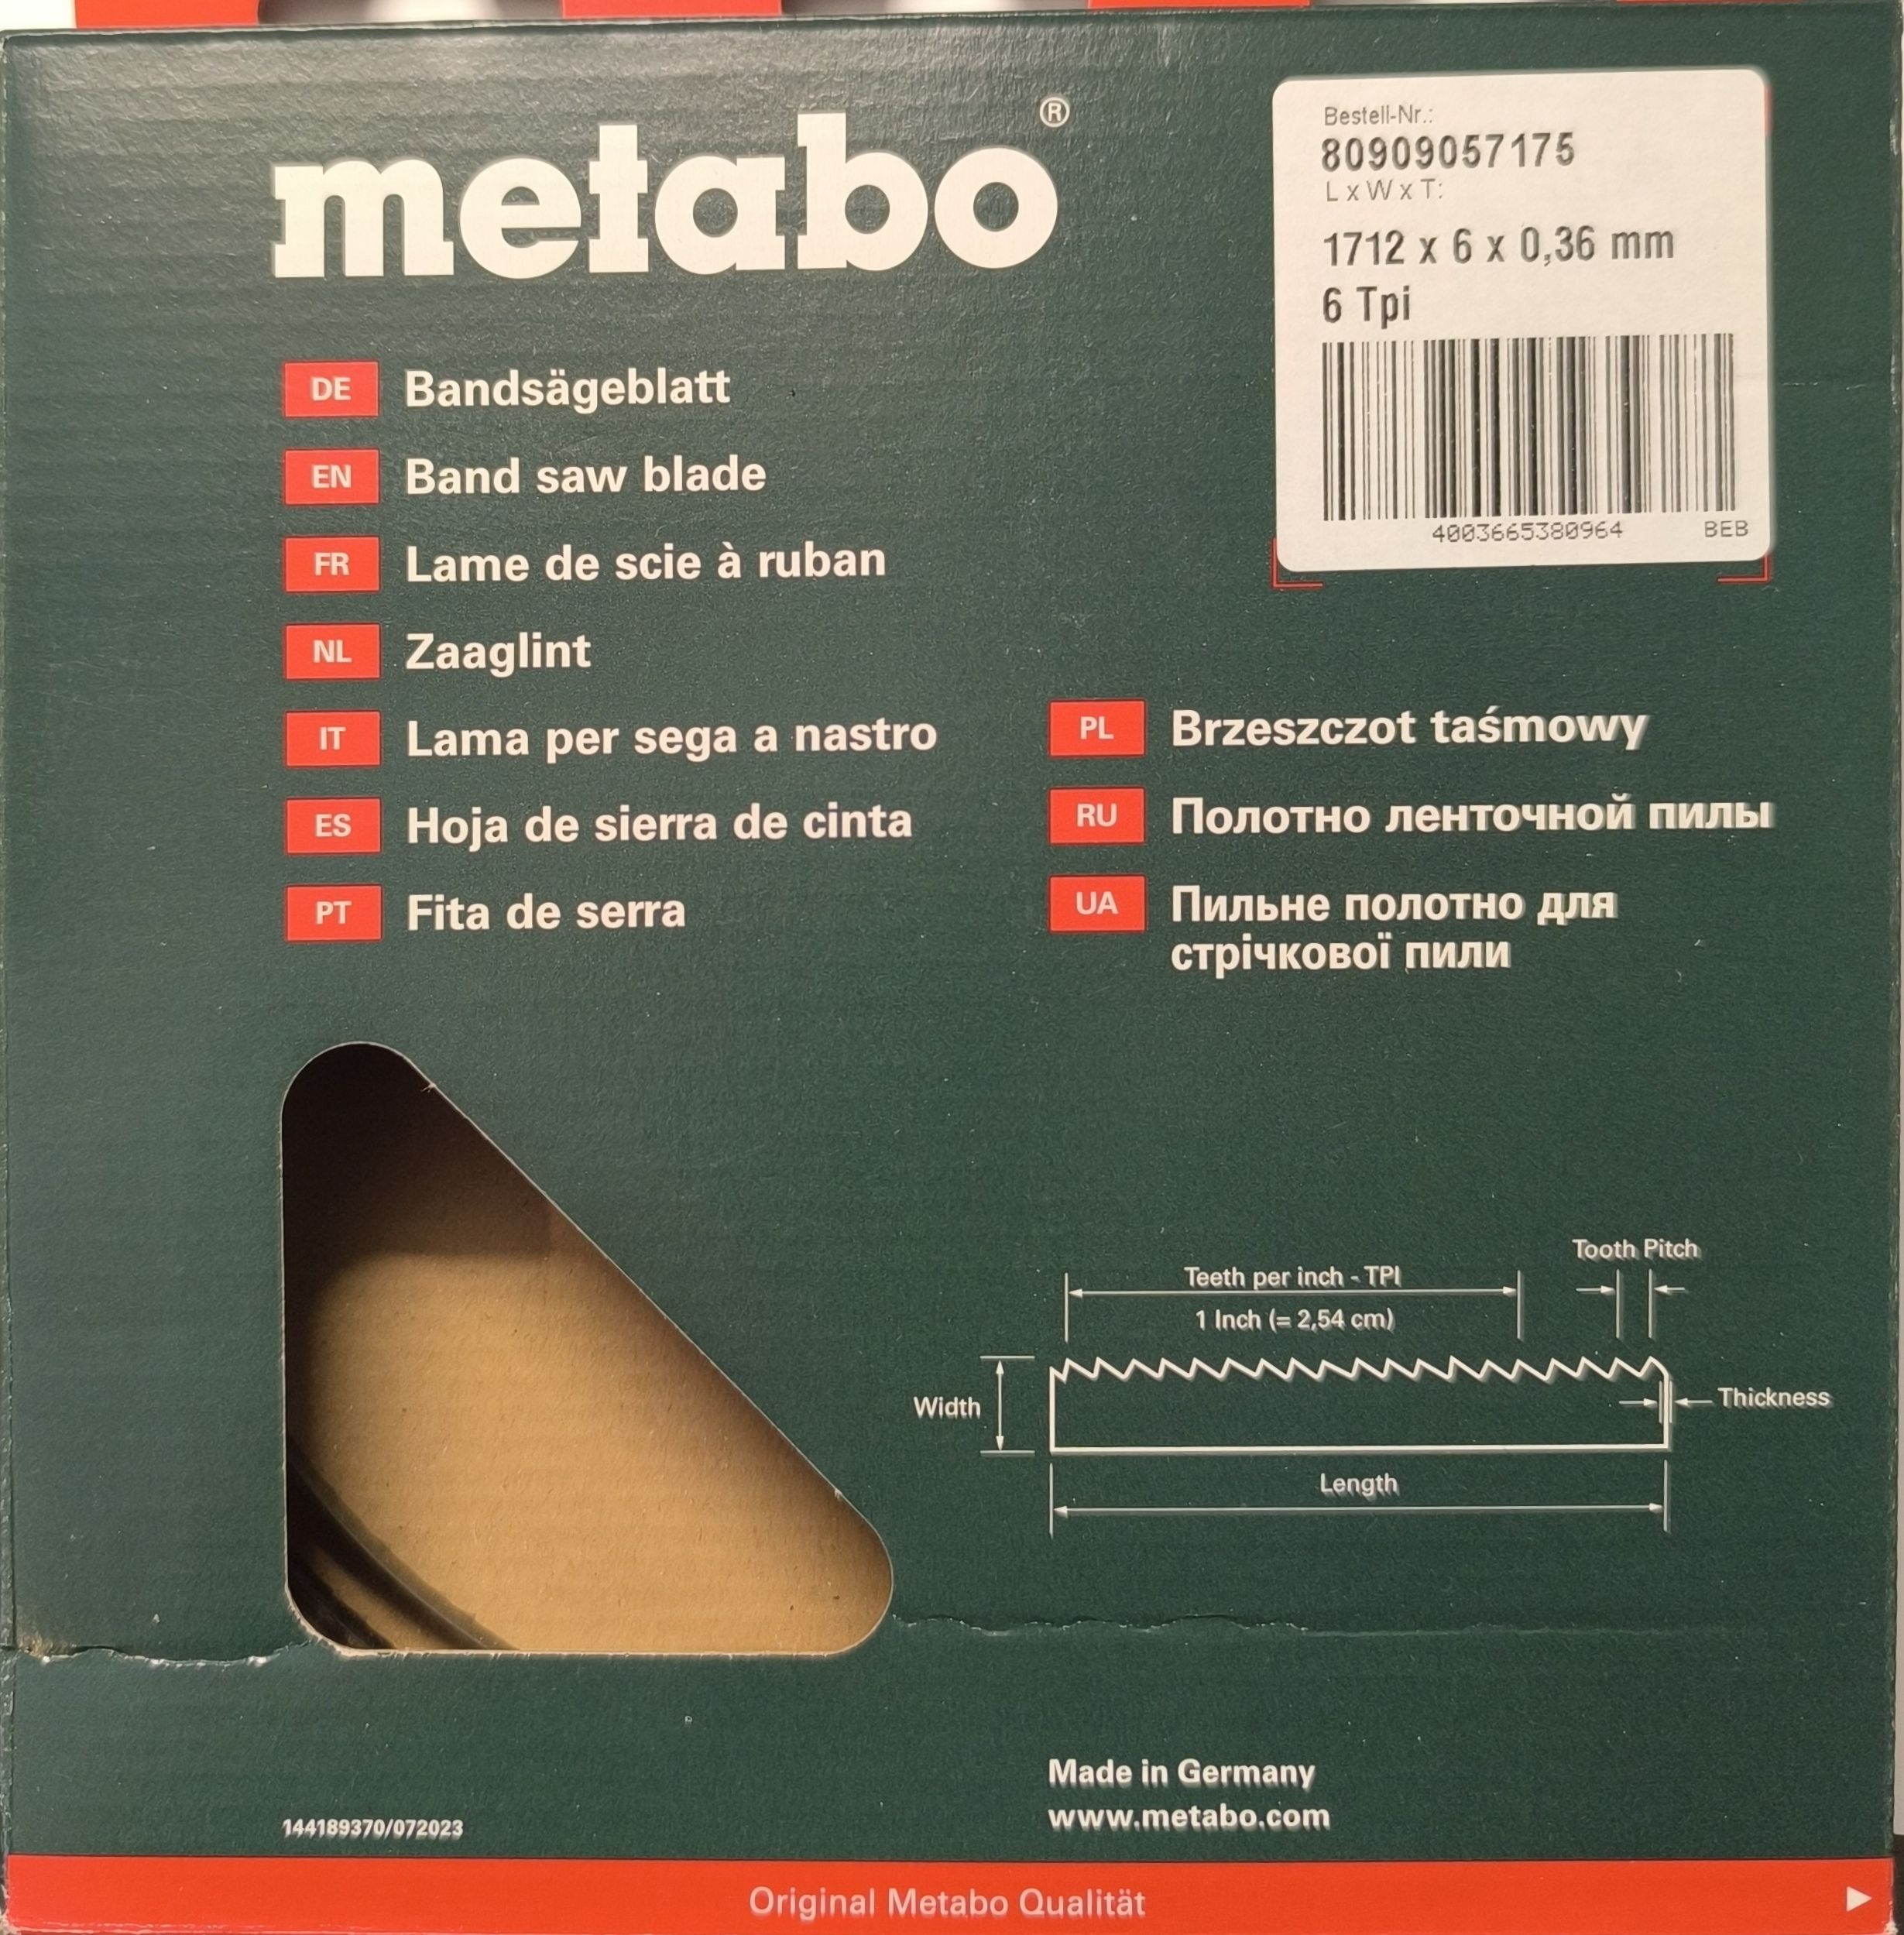 metabo®
Bestell-Nr.:
80909057175
L x W x T:
1712 x 6 x 0,36 mm
6 Tpi
4003665380964 BEB
DE Bandsägeblatt
EN Band saw blade
FR Lame de scie à ruban
NL Zaaglint
IT Lama per sega a nastro
ES Hoja de sierra de cinta
PT Fita de serra
PL Brzeszczot taśmowy
RU Полотно ленточной пилы
UA Пильне полотно для
стрічкової пили
Tooth Pitch
Teeth per inch - TPI
1 Inch (= 2,54 cm)
Width
Thickness
Length
Made in Germany
www.metabo.com
144189370/072023
Original Metabo Qualität